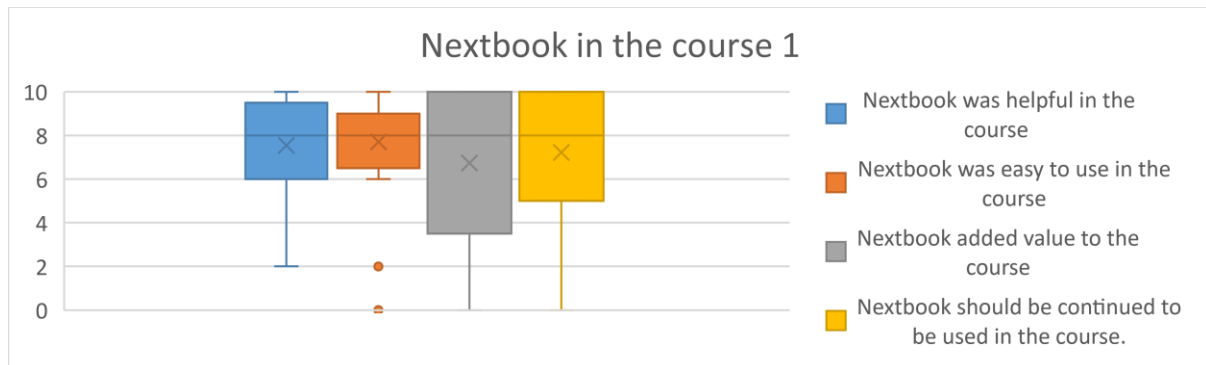 Nextbook in the course 1
10
8
6
4
2
0
Nextbook was helpful in the
course
Nextbook was easy to use in the
course
Nextbook added value to the
course
Nextbook should be continued to
be used in the course.